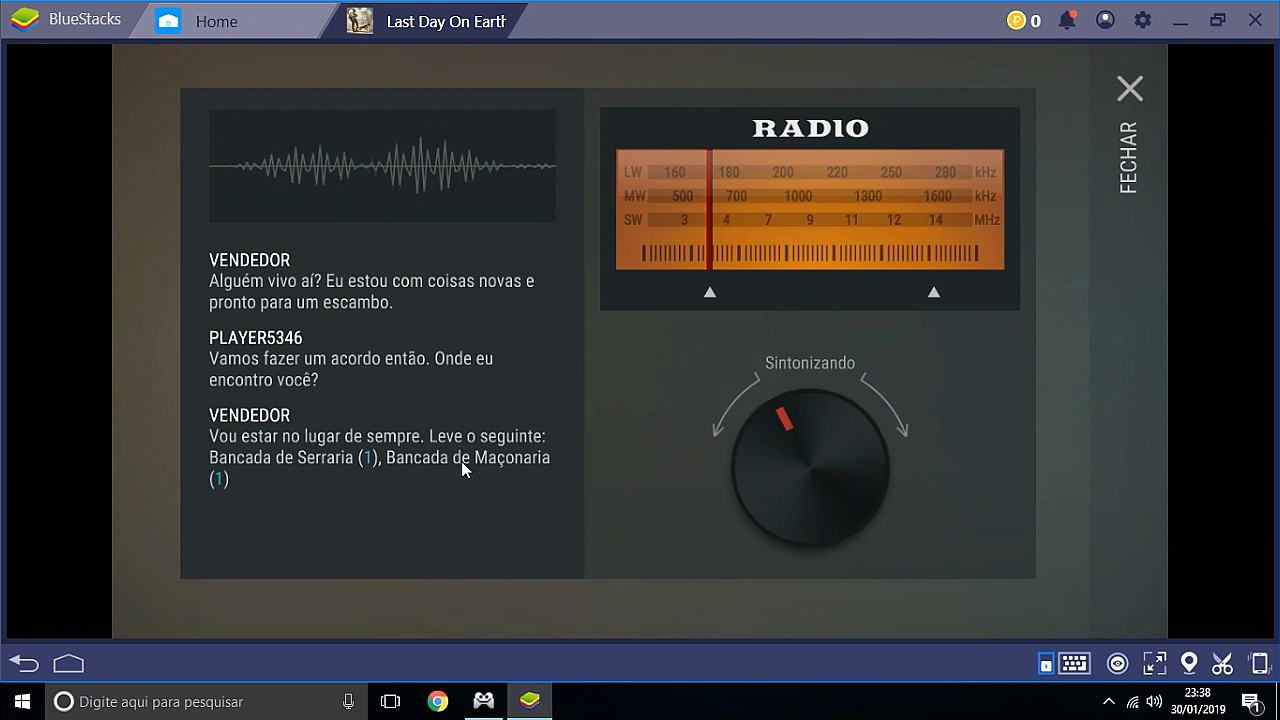 BlueStacks
Home
Last Day On Earth
0
FECHAR
RADIO
LW 160 180 200 220 250 280 kHz
MW 500 700 1000 1300 1600 kHz
SW 3 4 7 9 11 12 14 MHz
VENDEDOR
Alguém vivo aí? Eu estou com coisas novas e
pronto para um escambo.
PLAYER5346
Vamos fazer um acordo então. Onde eu
encontro você?
VENDEDOR
Vou estar no lugar de sempre. Leve o seguinte:
Bancada de Serraria (1), Bancada de Maçonaria
(1)
Sintonizando
Digite aqui para pesquisar
23:38
30/01/2019
1